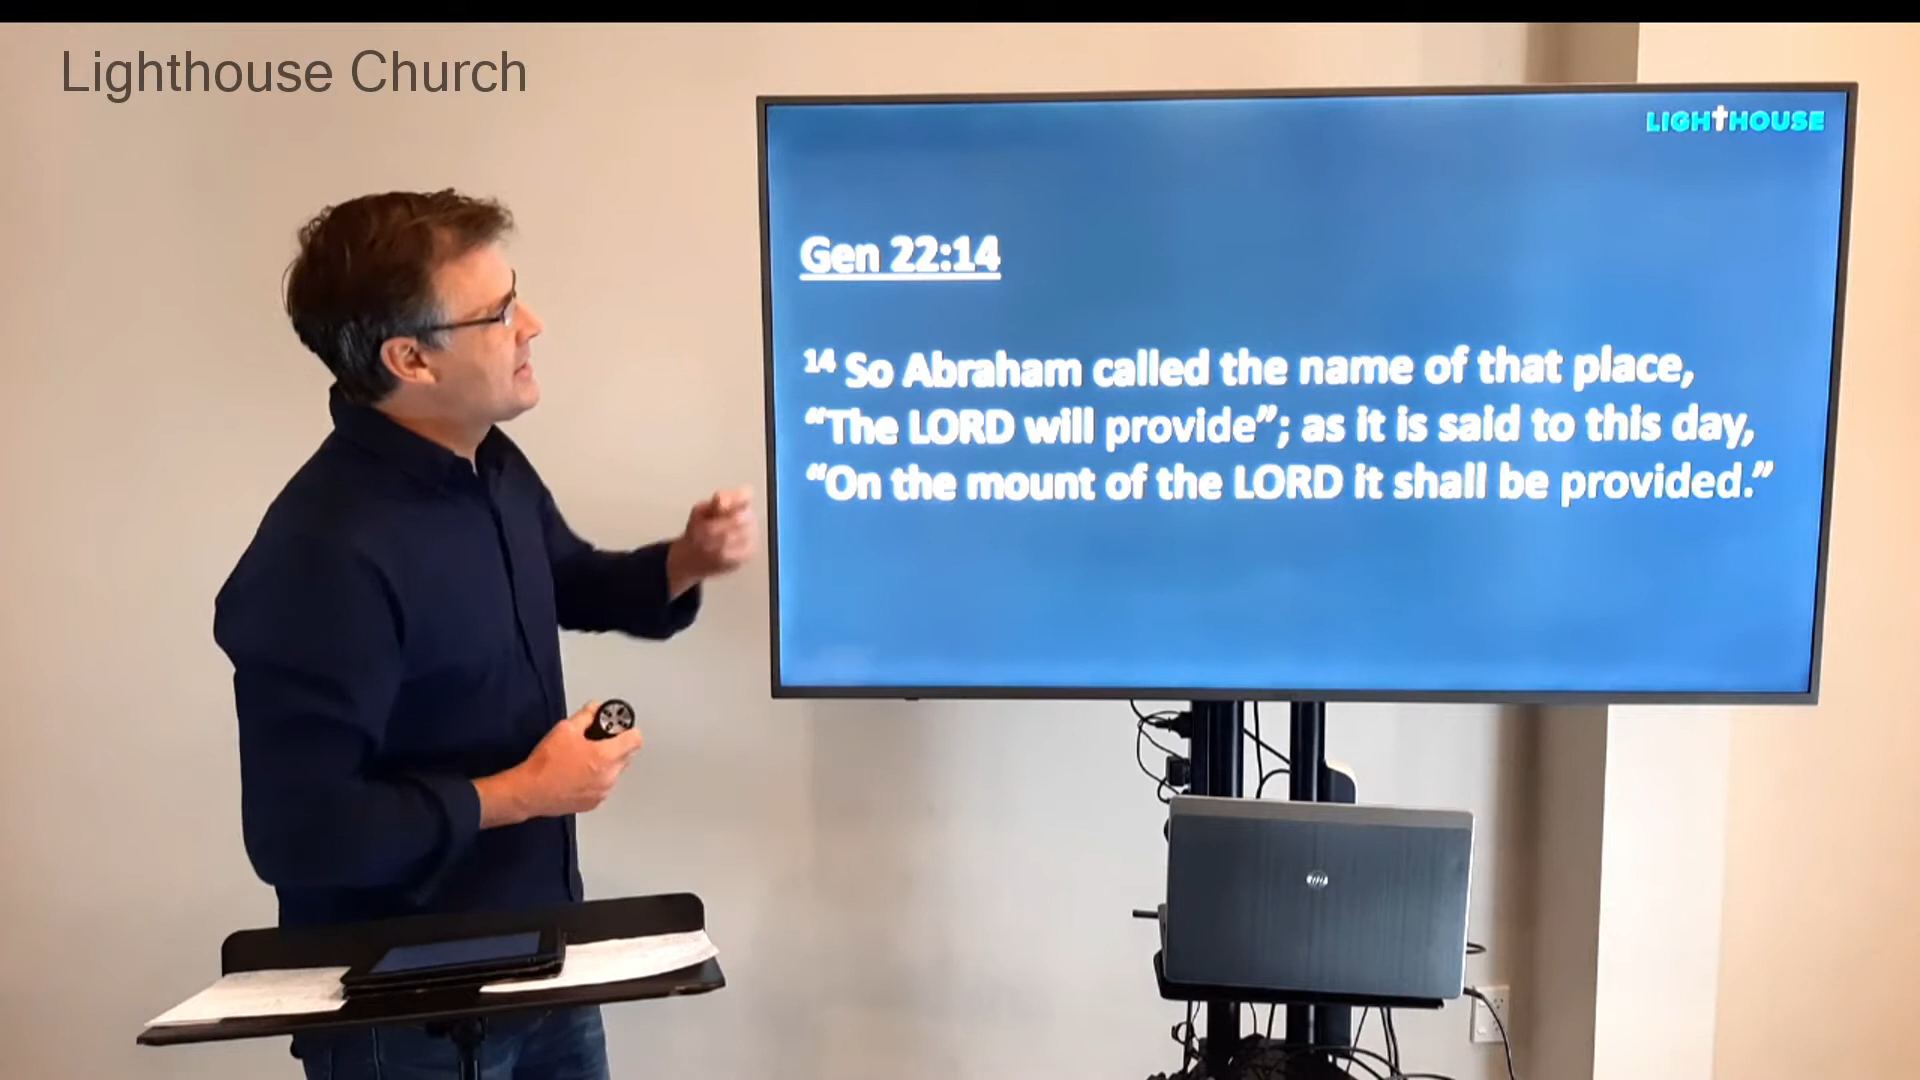 Lighthouse Church
LIGHTHOUSE
Gen 22:14
14 So Abraham called the name of that place,
“The LORD will provide”; as it is said to this day,
“On the mount of the LORD it shall be provided.”
hp